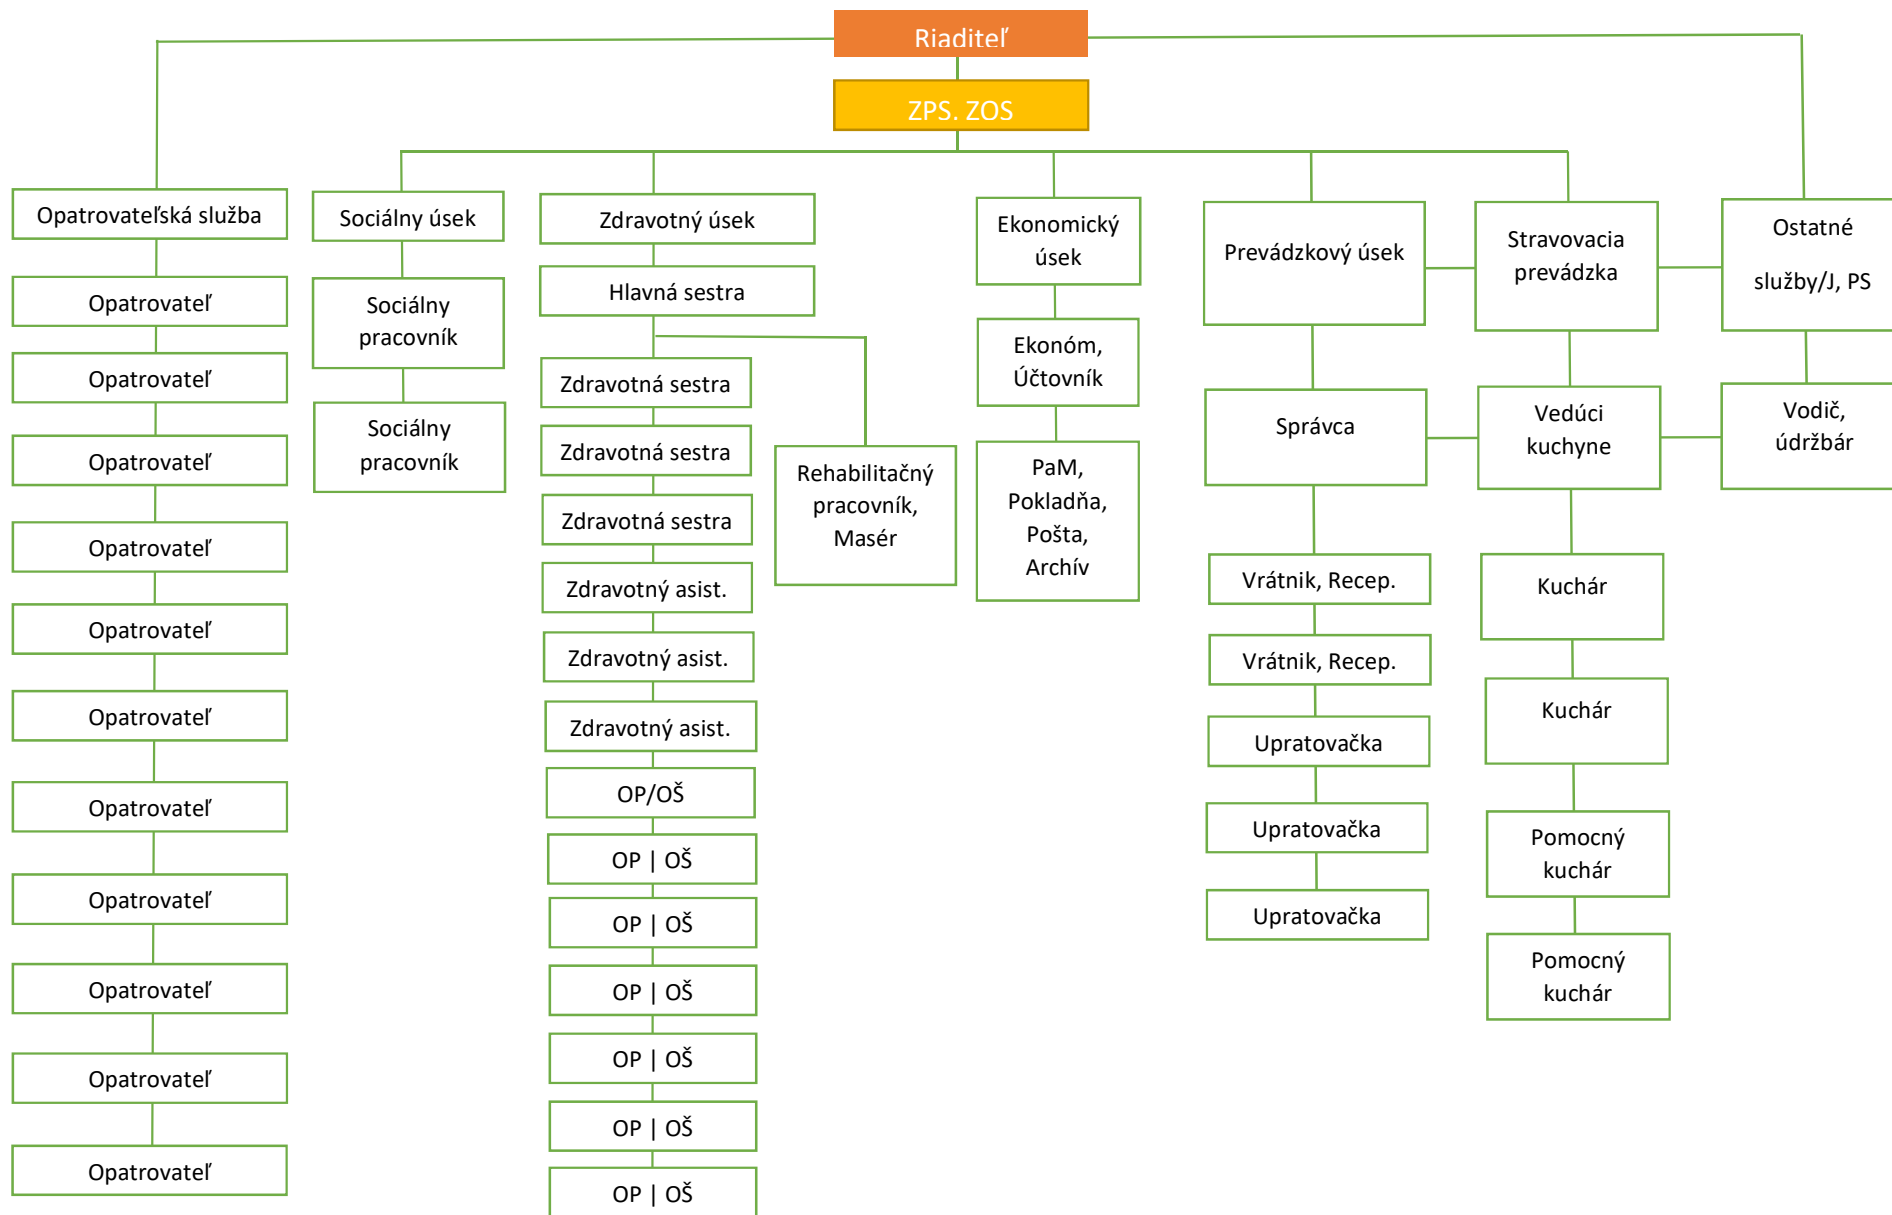 Riaditeľ
ZPS. ZOS
Opatrovateľská služba
Opatrovateľ
Opatrovateľ
Opatrovateľ
Opatrovateľ
Opatrovateľ
Opatrovateľ
Opatrovateľ
Opatrovateľ
Opatrovateľ
Opatrovateľ
Opatrovateľ
Sociálny úsek
Sociálny
pracovník
Sociálny
pracovník
Zdravotný úsek
Hlavná sestra
Zdravotná sestra
Zdravotná sestra
Zdravotná sestra
Zdravotný asist.
Zdravotný asist.
Zdravotný asist.
OP/OŠ
OP | OŠ
OP | OŠ
OP | OŠ
OP | OŠ
OP | OŠ
OP | OŠ
Rehabilitačný
pracovník,
Masér
Ekonomický
úsek
Ekonóm,
Účtovník
PaM,
Pokladňa,
Pošta,
Archív
Prevádzkový úsek
Správca
Vrátnik, Recep.
Vrátnik, Recep.
Upratovačka
Upratovačka
Upratovačka
Stravovacia
prevádzka
Vedúci
kuchyne
Kuchár
Kuchár
Pomocný
kuchár
Pomocný
kuchár
Ostatné
služby/J, PS
Vodič,
údržbár